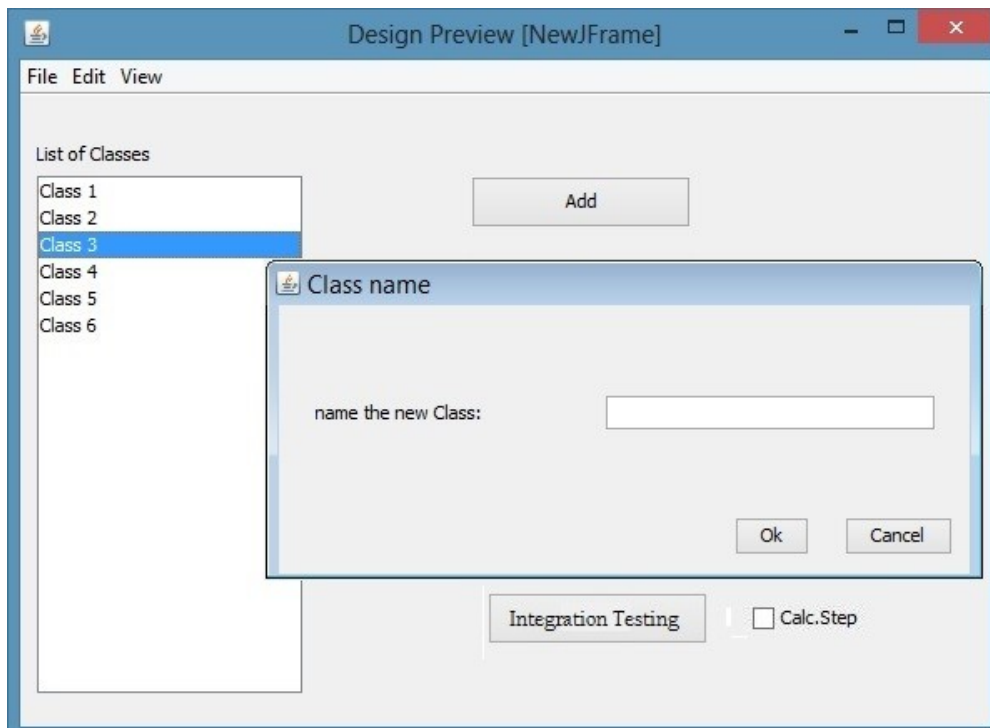 Design Preview [NewJFrame]
File Edit View
List of Classes
Class 1
Class 2
Class 3
Class 4
Class 5
Class 6
Add
Class name
name the new Class:
Ok Cancel
Integration Testing
Calc.Step